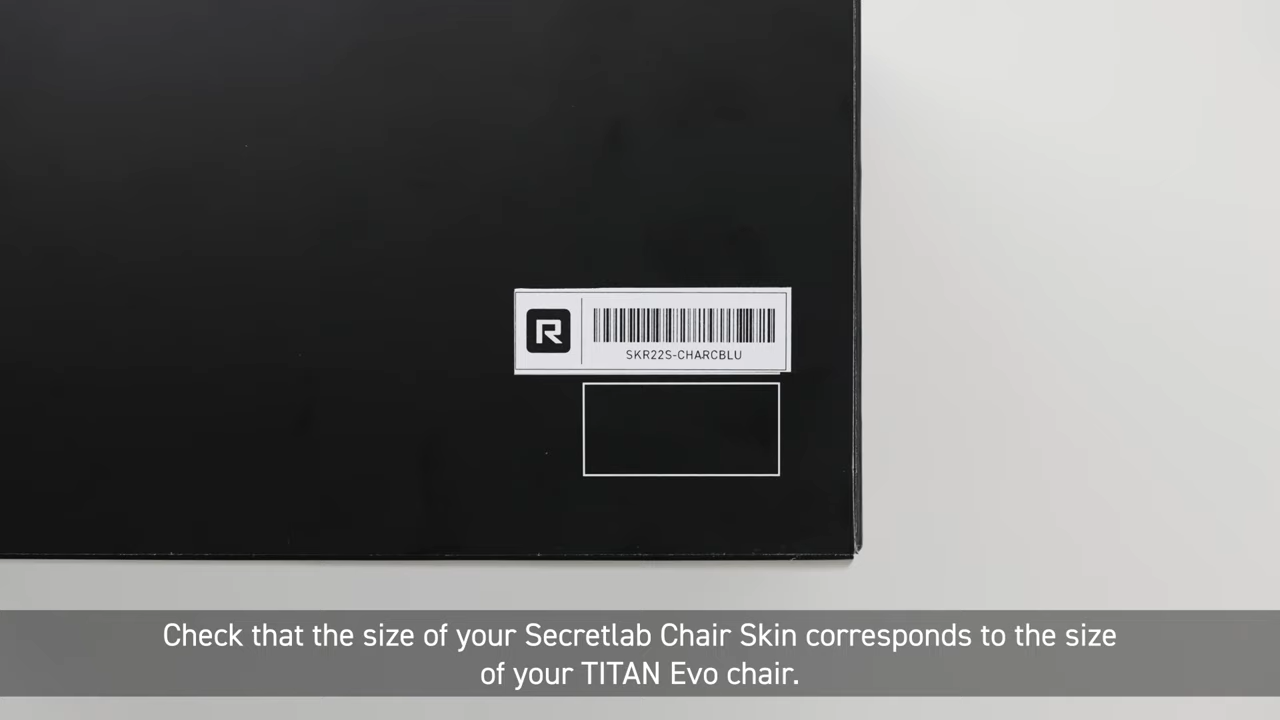 R
SKR22S-CHARCBLU
Check that the size of your Secretlab Chair Skin corresponds to the size
of your TITAN Evo chair.